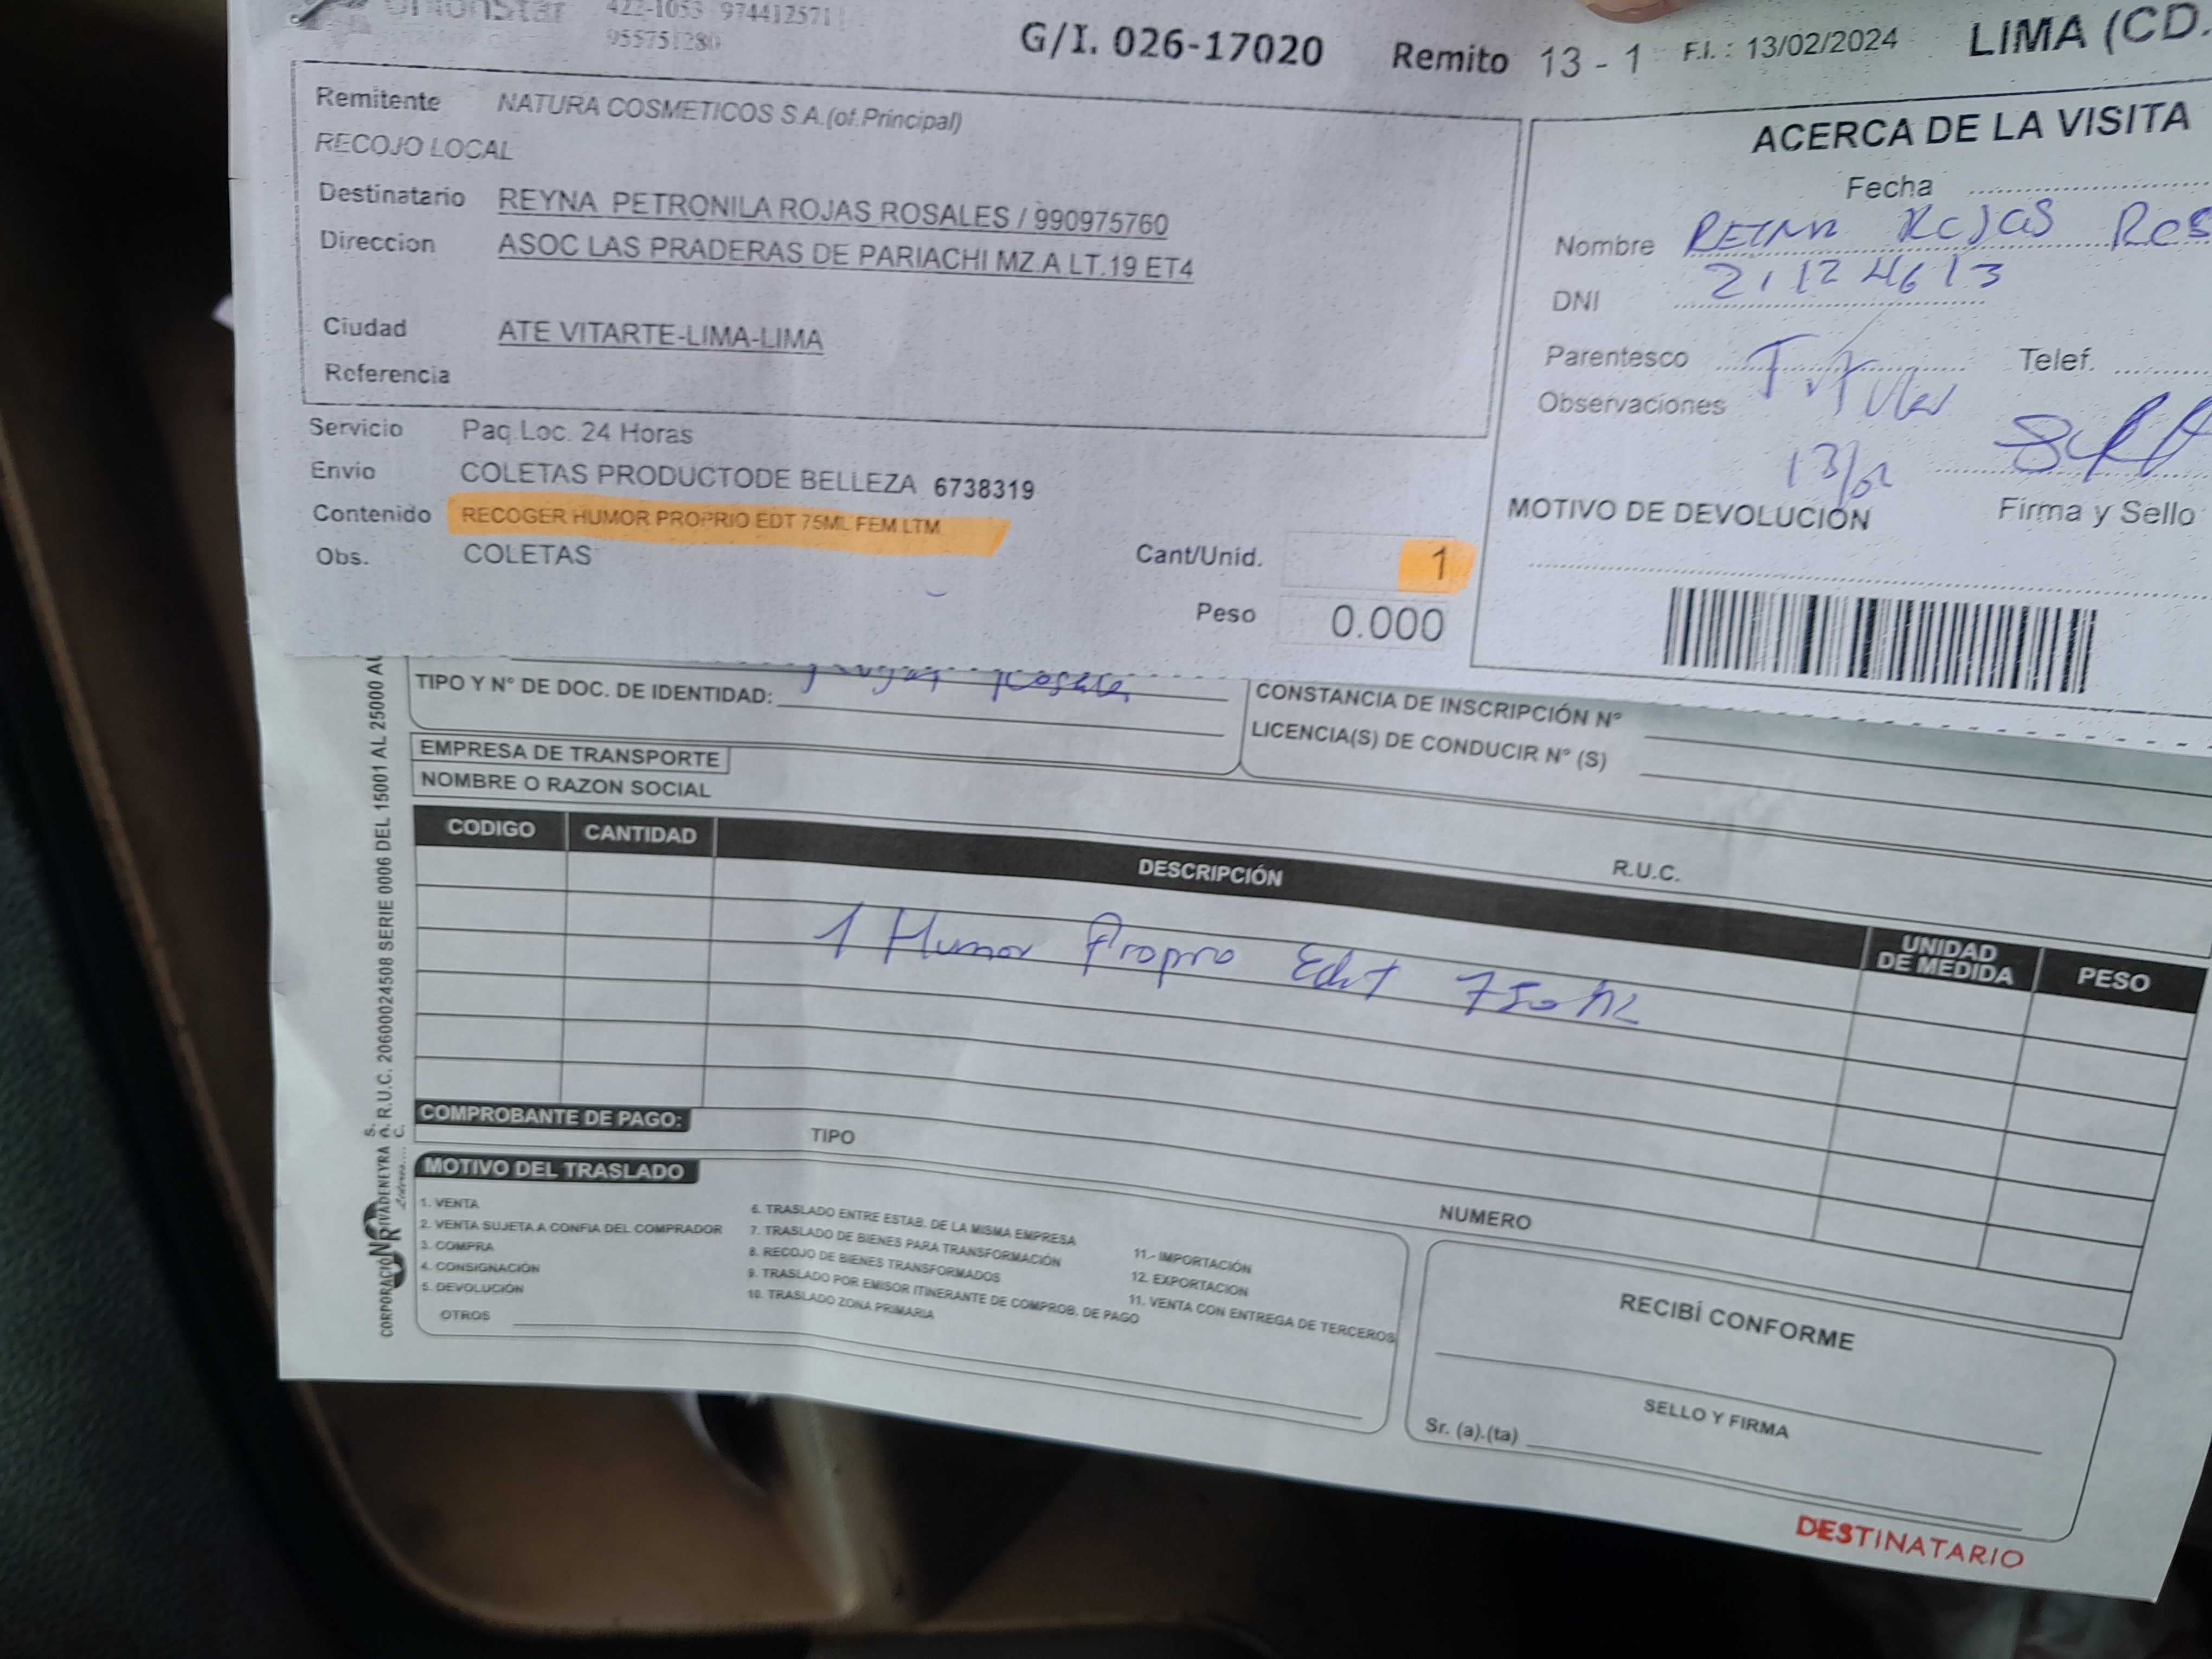 UnionStar 422-1053 974412571
955751280
G/I. 026-17020 Remito 13 - 1 F.I. : 13/02/2024 LIMA (CD.
Remitente NATURA COSMETICOS S.A.(of.Principal)
RECOJO LOCAL
Destinatario REYNA PETRONILA ROJAS ROSALES / 990975760
Direccion ASOC LAS PRADERAS DE PARIACHI MZ.A LT.19 ET4
Ciudad ATE VITARTE-LIMA-LIMA
Referencia
Servicio Paq.Loc. 24 Horas
Envio COLETAS PRODUCTODE BELLEZA 6738319
Contenido RECOGER HUMOR PROPRIO EDT 75ML FEM LTM
Obs. COLETAS
Cant/Unid. 1
Peso 0.000
ACERCA DE LA VISITA
Fecha
Nombre REYNA ROJAS ROS
DNI 21124613
Parentesco Titular Telef.
Observaciones
13/02
MOTIVO DE DEVOLUCIÓN Firma y Sello
TIPO Y N° DE DOC. DE IDENTIDAD:
CONSTANCIA DE INSCRIPCIÓN N°
LICENCIA(S) DE CONDUCIR N° (S)
EMPRESA DE TRANSPORTE
NOMBRE O RAZON SOCIAL
R.U.C.
CODIGO CANTIDAD DESCRIPCIÓN UNIDAD DE MEDIDA PESO
1 Humor Propro Edt 750ML
COMPROBANTE DE PAGO: TIPO NUMERO
MOTIVO DEL TRASLADO
1. VENTA
2. VENTA SUJETA A CONFIA DEL COMPRADOR
3. COMPRA
4. CONSIGNACIÓN
5. DEVOLUCIÓN
OTROS
6. TRASLADO ENTRE ESTAB. DE LA MISMA EMPRESA
7. TRASLADO DE BIENES PARA TRANSFORMACIÓN
8. RECOJO DE BIENES TRANSFORMADOS
9. TRASLADO POR EMISOR ITINERANTE DE COMPROB. DE PAGO
10. TRASLADO ZONA PRIMARIA
11.- IMPORTACIÓN
12. EXPORTACION
11. VENTA CON ENTREGA DE TERCEROS
RECIBÍ CONFORME
SELLO Y FIRMA
Sr. (a).(ta)
DESTINATARIO
CORPORACIÓN RIVADENEYRA S.A.C. R.U.C. 20600024508 SERIE 0006 DEL 15001 AL 25000